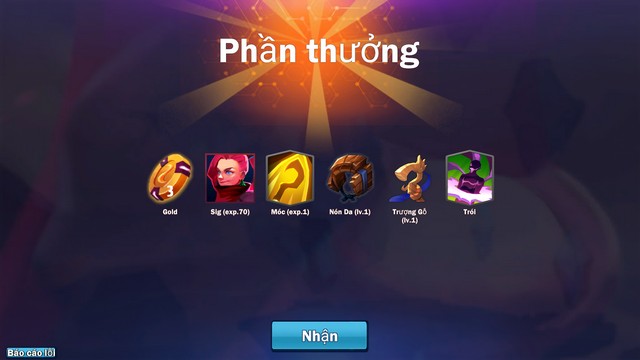 Phần thưởng
3
Gold
Sig (exp.70)
Móc (exp.1)
Nón Da (lv.1)
Trượng Gỗ
(lv.1)
Trói
Nhận
Báo cáo lỗi